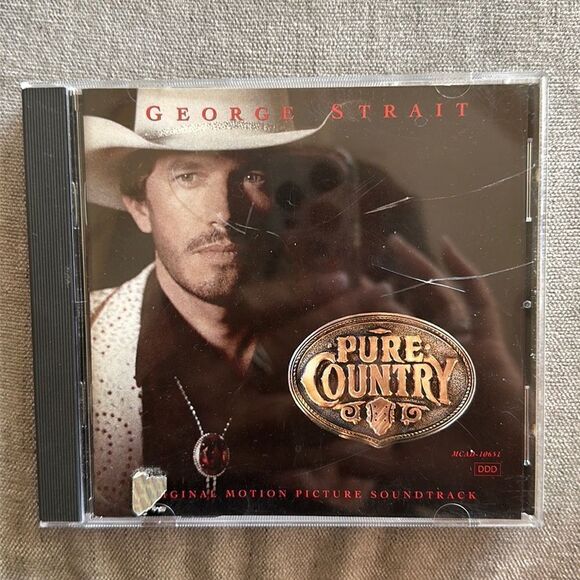 GEORGE STRAIT
PURE
COUNTRY
MCAD-10651
DDD
IGINAL MOTION PICTURE SOUNDTRACK